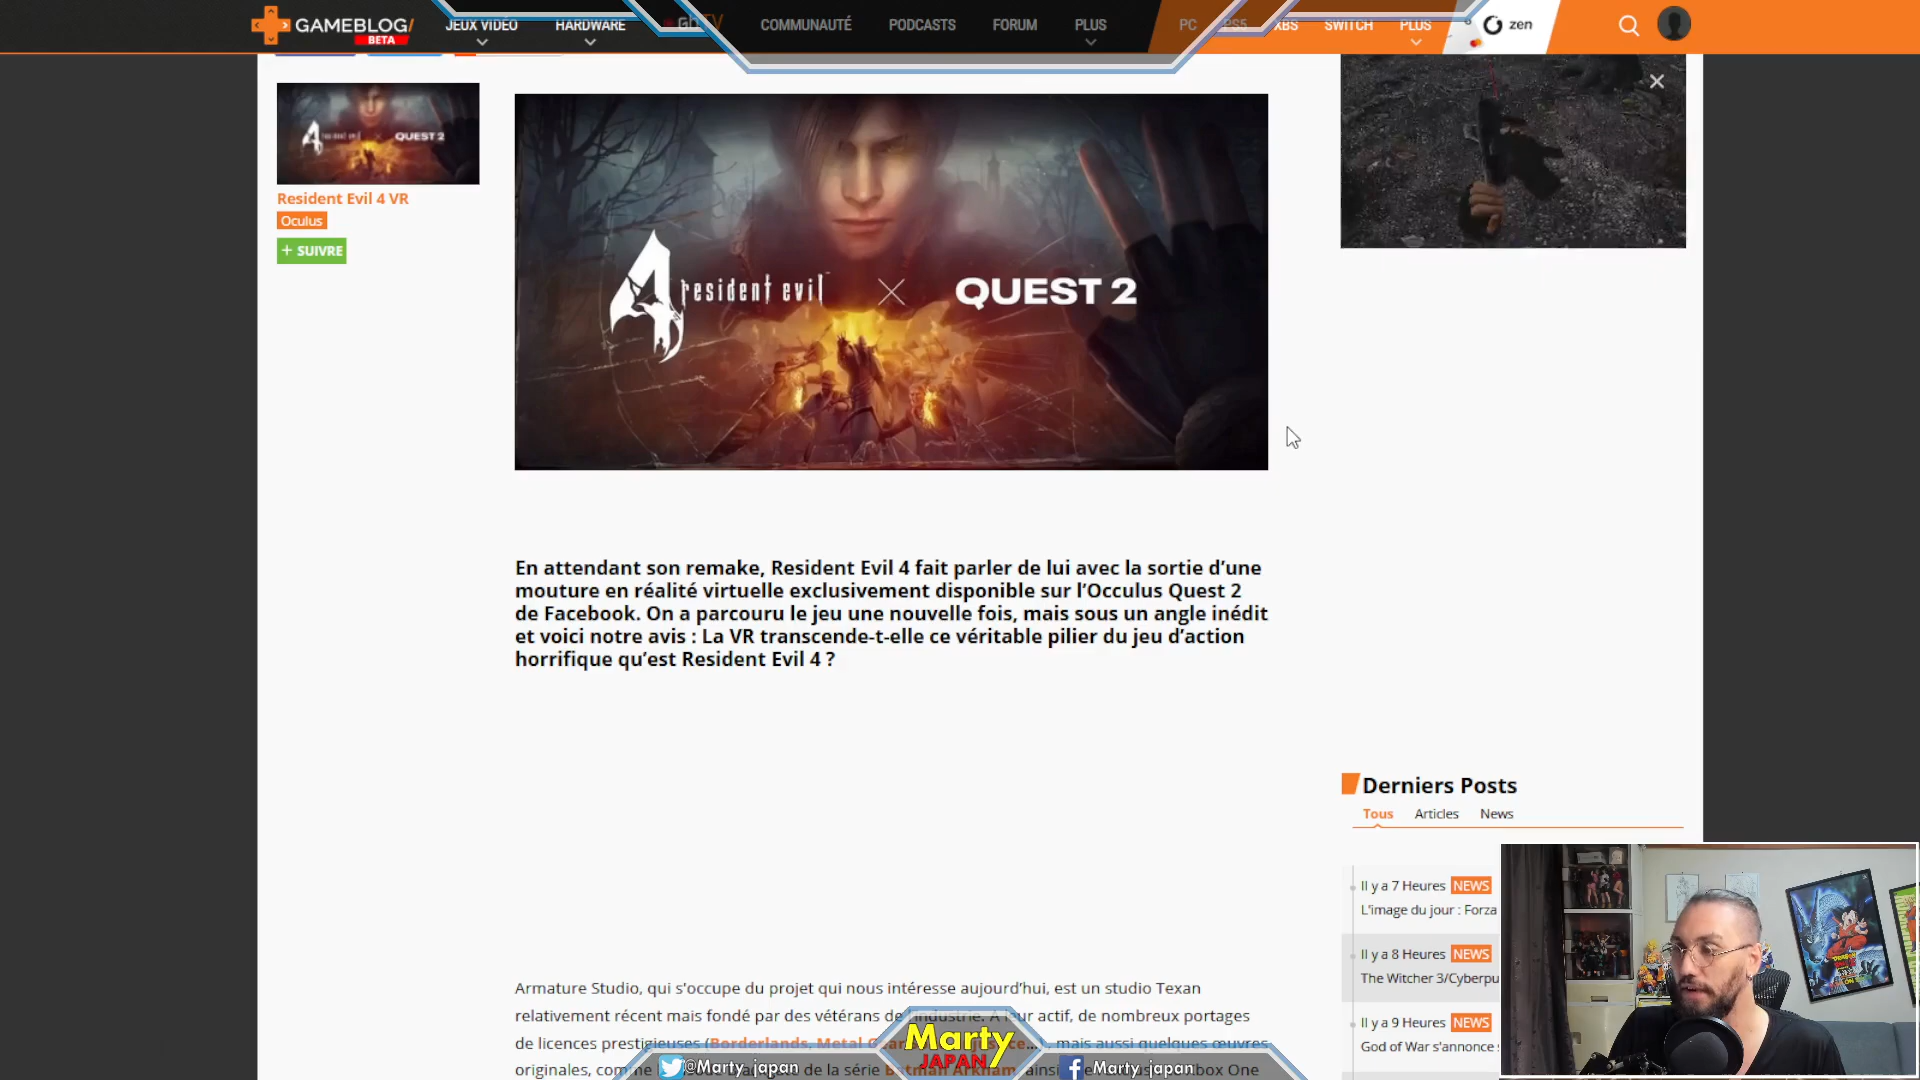 GAMEBLOG/
BETA
JEUX VIDÉO
HARDWARE
COMMUNAUTÉ
PODCASTS
FORUM
PLUS
PC
PS5
XBS
SWITCH
PLUS
zen
4 resident evil QUEST 2
Resident Evil 4 VR
Oculus
+ SUIVRE
4 resident evil™ × QUEST 2
En attendant son remake, Resident Evil 4 fait parler de lui avec la sortie d’une
mouture en réalité virtuelle exclusivement disponible sur l’Occulus Quest 2
de Facebook. On a parcouru le jeu une nouvelle fois, mais sous un angle inédit
et voici notre avis : La VR transcende-t-elle ce véritable pilier du jeu d’action
horrifique qu’est Resident Evil 4 ?
Armature Studio, qui s'occupe du projet qui nous intéresse aujourd’hui, est un studio Texan
relativement récent mais fondé par des vétérans de l'industrie. A leur actif, de nombreux portages
de licences prestigieuses (Borderlands, Metal ...), mais aussi quelques œuvres
originales, comme de la série Batman Arkham, ainsi Xbox One
Derniers Posts
Tous Articles News
Il y a 7 Heures NEWS
L'image du jour : Forza
Il y a 8 Heures NEWS
The Witcher 3/Cyberpu
Il y a 9 Heures NEWS
God of War s'annonce
Marty
JAPAN
@Marty_japan
Marty_japan